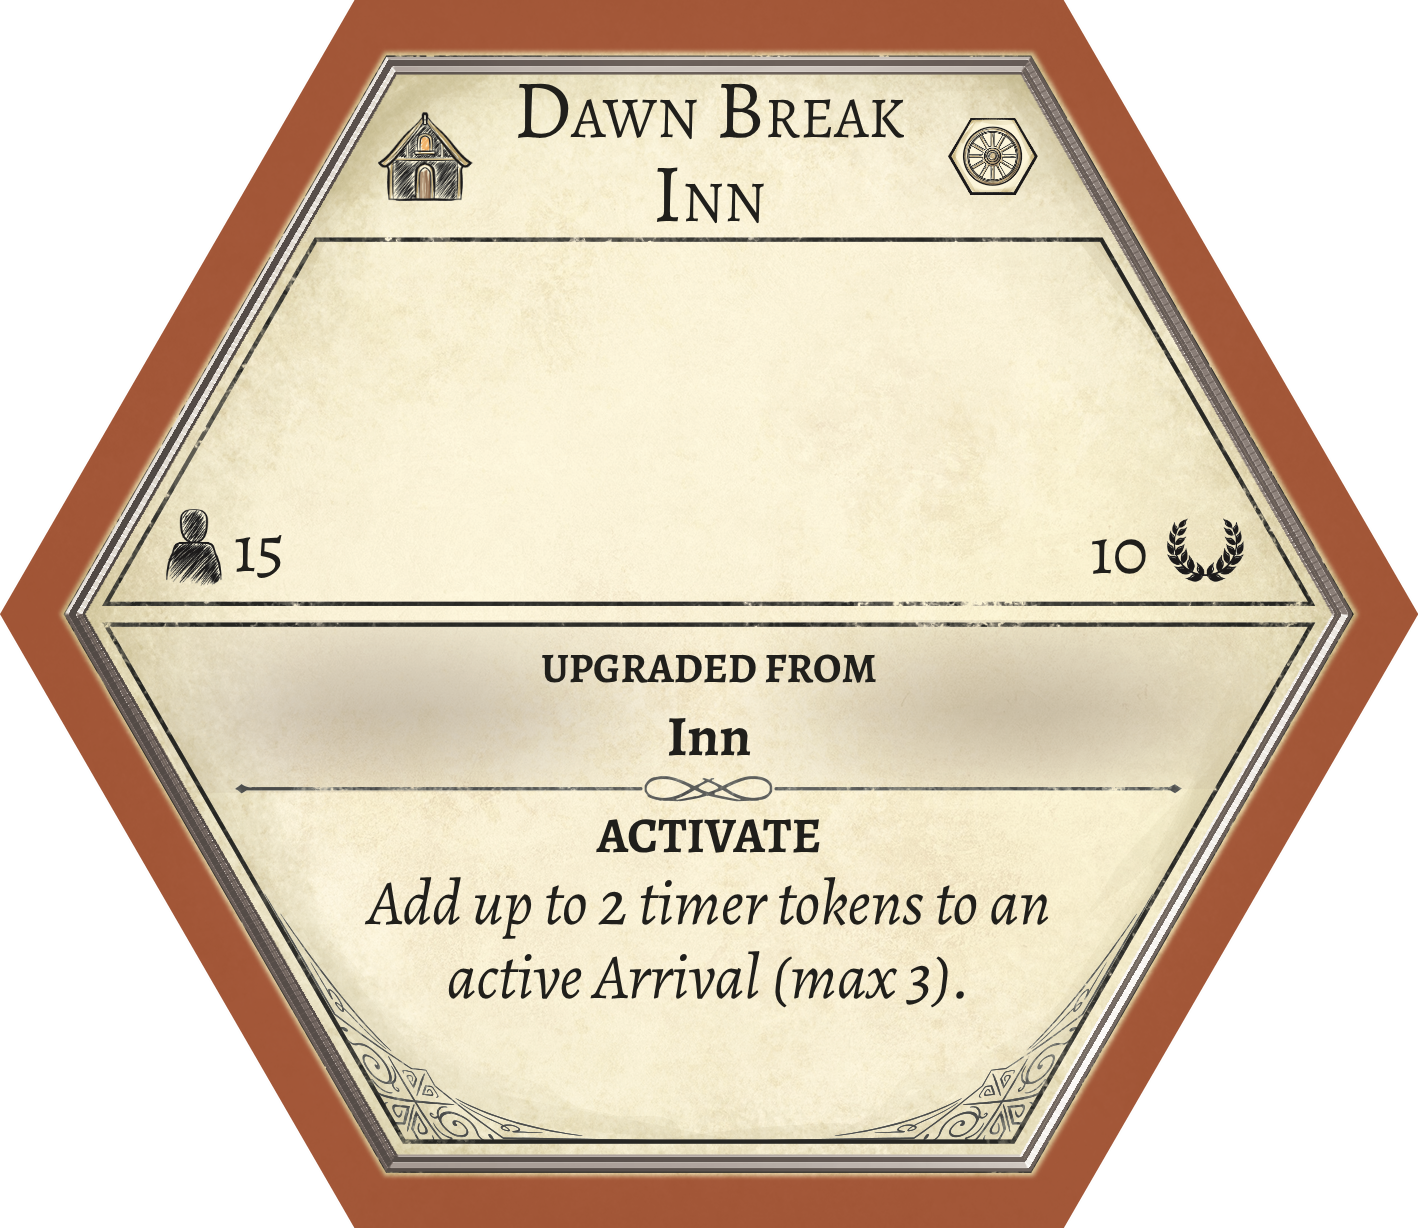 Dawn Break
Inn
15
10
UPGRADED FROM
Inn
ACTIVATE
Add up to 2 timer tokens to an
active Arrival (max 3).